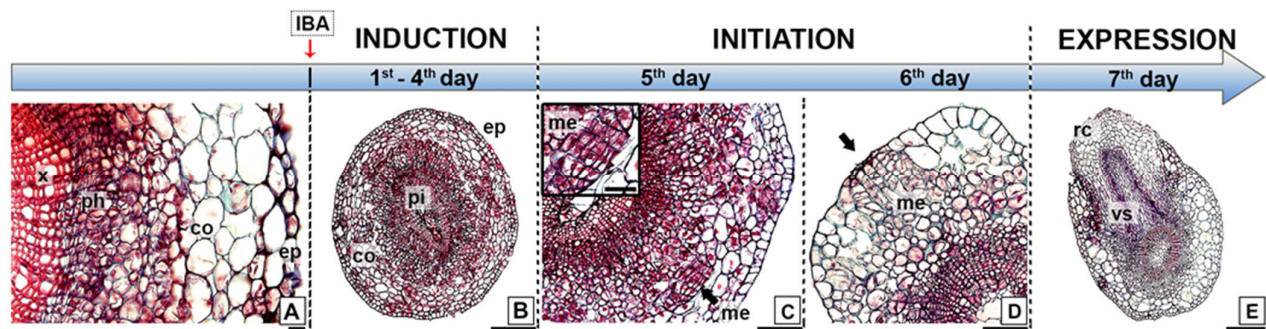 IBA
INDUCTION
INITIATION
EXPRESSION
1st - 4th day
5th day
6th day
7th day
x
ph
co
ep
A
ep
pi
co
B
me
me
C
me
D
rc
vs
E